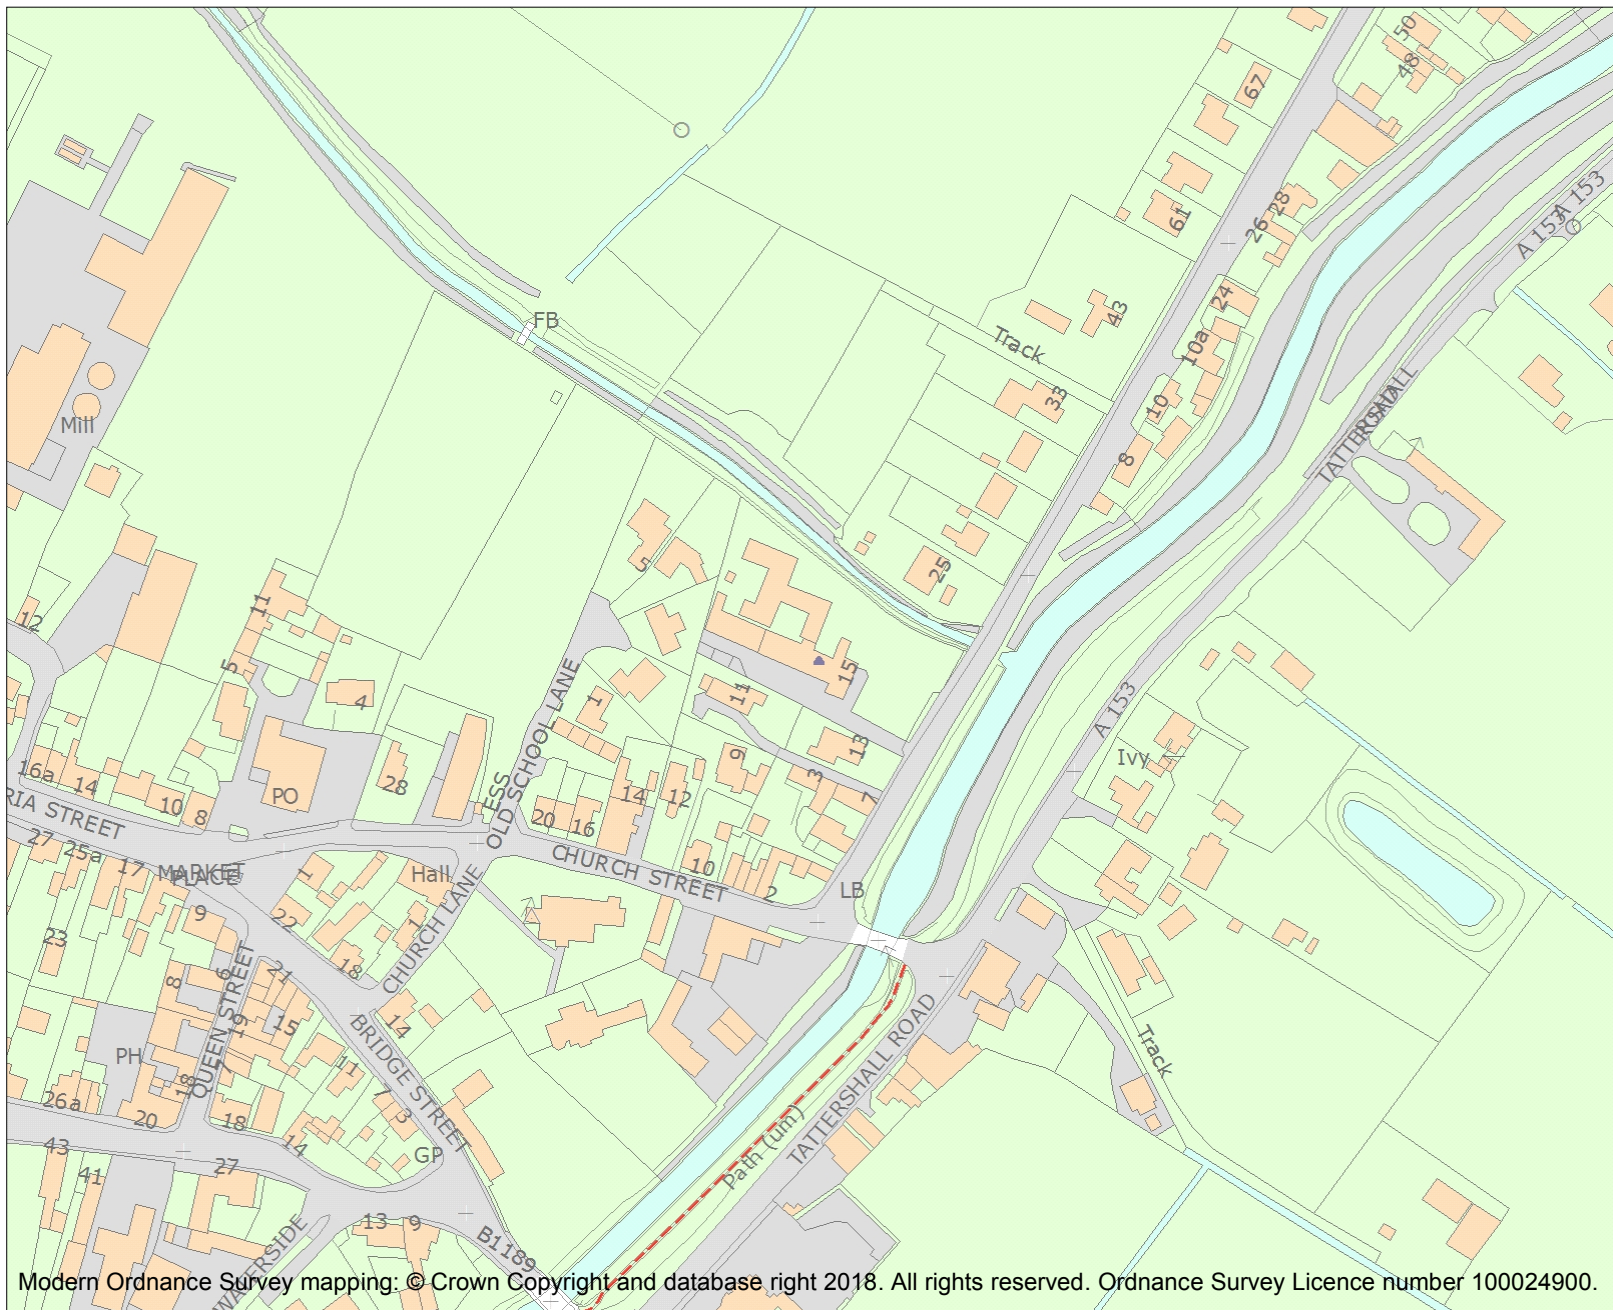 50
48
67
A 153
A 153
61
28
26
43
24
FB
Track
10a
TATTERSHALL
ROAD
33
10
Mill
8
5
25
11
12
5
15
1
4
11
A 153
OLD SCHOOL LANE
13
9
Ivy
3
16a
14
28
ESS
PO
14
12
7
10
8
20
16
RIA STREET
27
25a
17
MARKET
PLACE
1
Hall
CHURCH STREET
10
2
LB
9
22
1
CHURCH LANE
23
18
8
6
21
QUEEN STREET
19
15
14
BRIDGE STREET
TATTERSHALL ROAD
Track
PH
11
7
18
7
3
26a
20
18
14
Path (um)
43
GP
27
41
13
9
B1189
WATERSIDE
Modern Ordnance Survey mapping: © Crown Copyright and database right 2018. All rights reserved. Ordnance Survey Licence number 100024900.